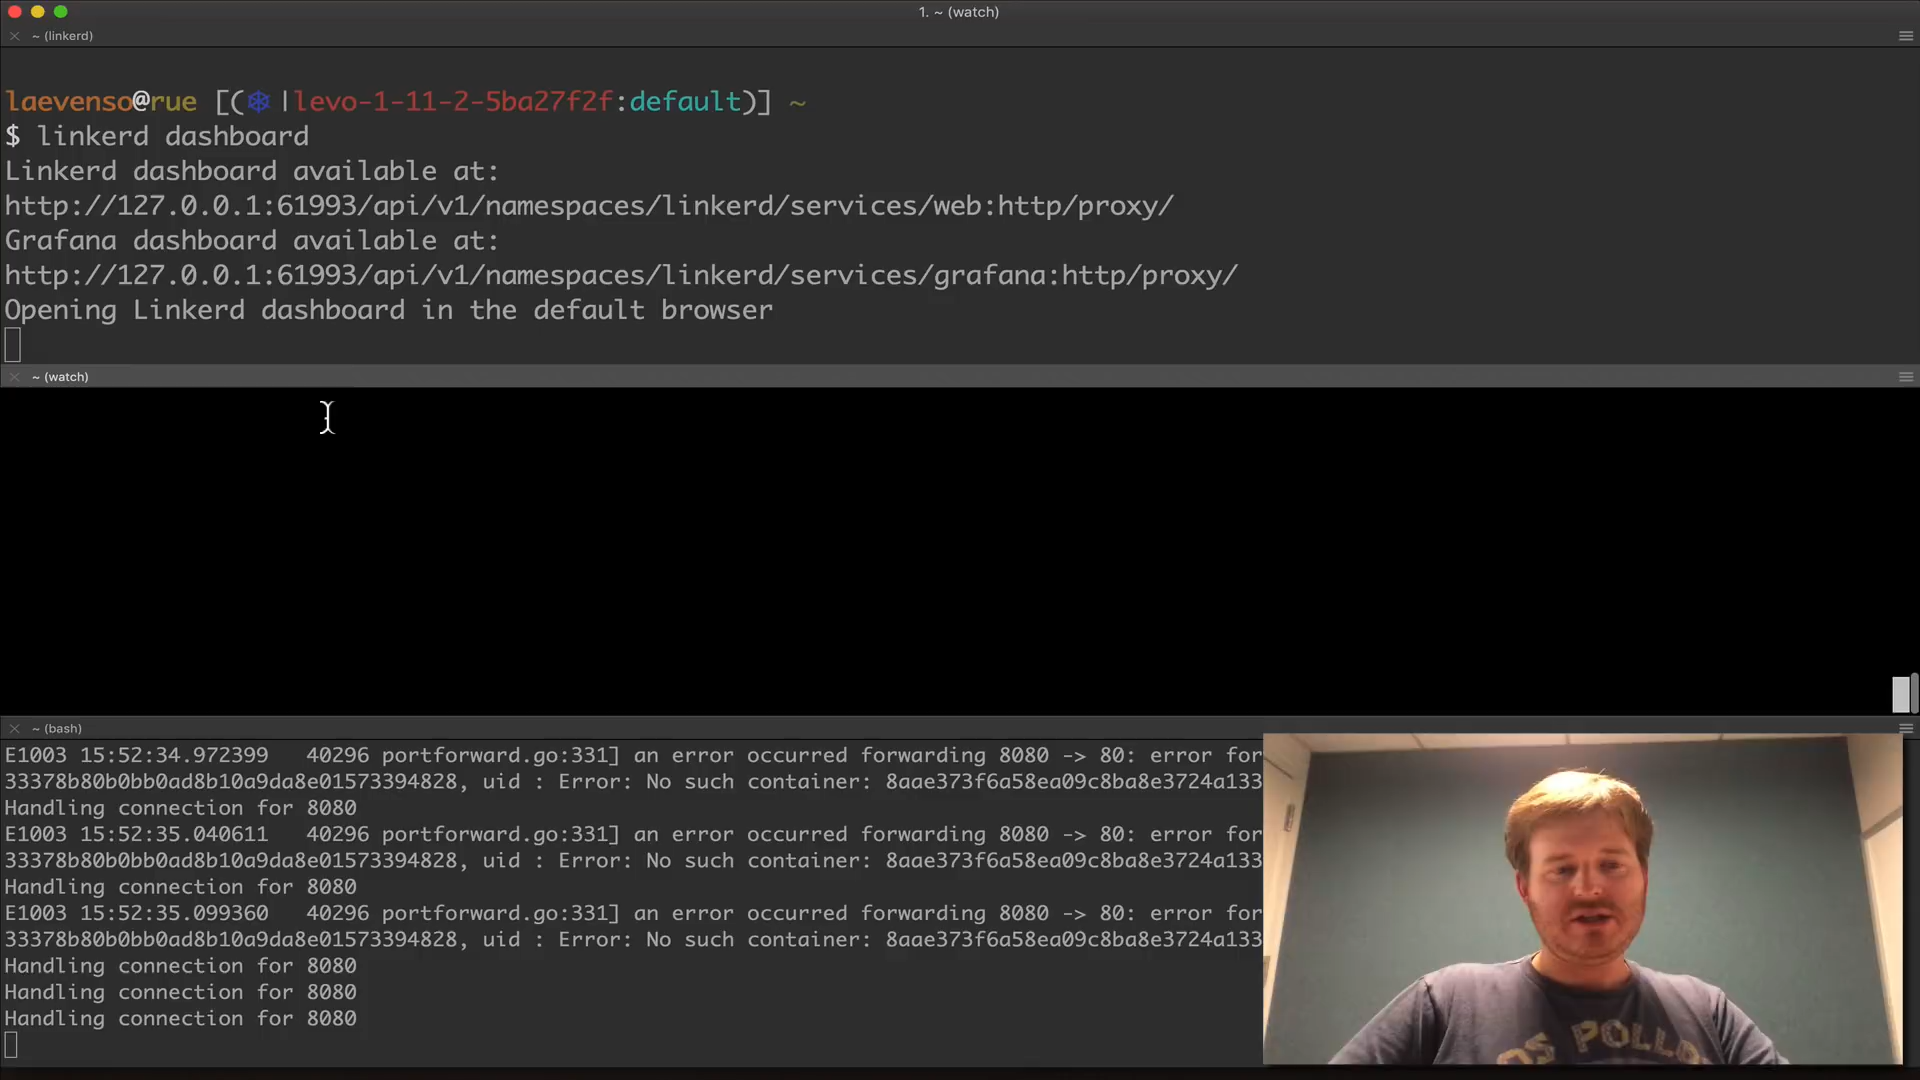 1. ~ (watch)
~ (linkerd)
laevenso@rue [(☸ |levo-1-11-2-5ba27f2f:default)] ~
$ linkerd dashboard
Linkerd dashboard available at:
http://127.0.0.1:61993/api/v1/namespaces/linkerd/services/web:http/proxy/
Grafana dashboard available at:
http://127.0.0.1:61993/api/v1/namespaces/linkerd/services/grafana:http/proxy/
Opening Linkerd dashboard in the default browser
~ (watch)
~ (bash)
E1003 15:52:34.972399   40296 portforward.go:331] an error occurred forwarding 8080 -> 80: error for
33378b80b0bb0ad8b10a9da8e01573394828, uid : Error: No such container: 8aae373f6a58ea09c8ba8e3724a133
Handling connection for 8080
E1003 15:52:35.040611   40296 portforward.go:331] an error occurred forwarding 8080 -> 80: error for
33378b80b0bb0ad8b10a9da8e01573394828, uid : Error: No such container: 8aae373f6a58ea09c8ba8e3724a133
Handling connection for 8080
E1003 15:52:35.099360   40296 portforward.go:331] an error occurred forwarding 8080 -> 80: error for
33378b80b0bb0ad8b10a9da8e01573394828, uid : Error: No such container: 8aae373f6a58ea09c8ba8e3724a133
Handling connection for 8080
Handling connection for 8080
Handling connection for 8080
OS POLLO